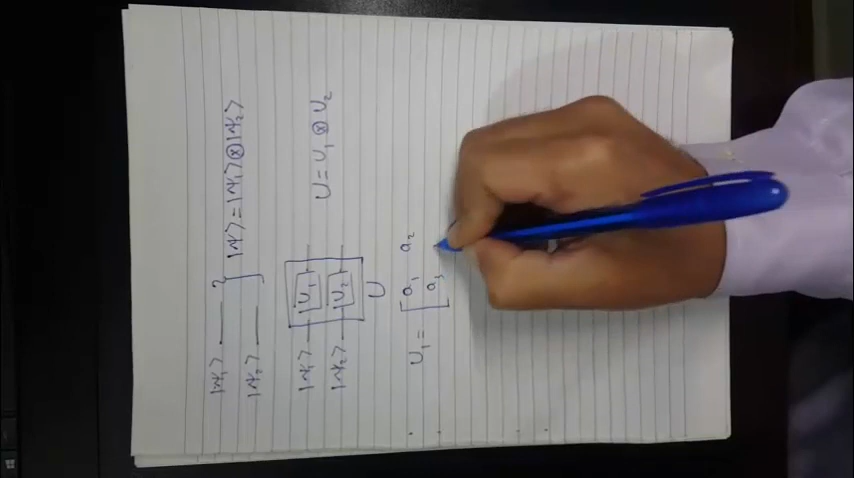 |ψ₁⟩
|ψ₂⟩
|ψ⟩ = |ψ₁⟩ ⊗ |ψ₂⟩
|ψ₁⟩ U₁
|ψ₂⟩ U₂
U
U = U₁ ⊗ U₂
U₁ = [ a₁ a₂
a₃